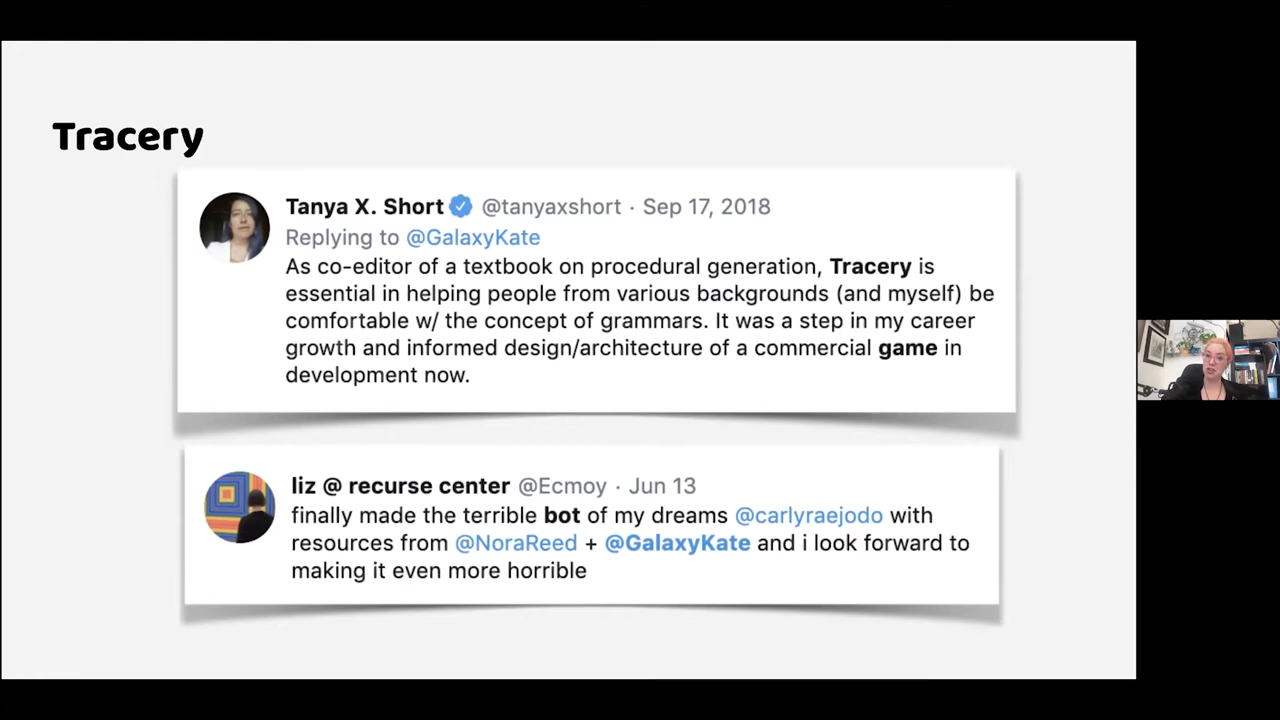 Tracery
Tanya X. Short @tanyaxshort · Sep 17, 2018
Replying to @GalaxyKate
As co-editor of a textbook on procedural generation, Tracery is
essential in helping people from various backgrounds (and myself) be
comfortable w/ the concept of grammars. It was a step in my career
growth and informed design/architecture of a commercial game in
development now.
liz @ recurse center @Ecmoy · Jun 13
finally made the terrible bot of my dreams @carlyraejodo with
resources from @NoraReed + @GalaxyKate and i look forward to
making it even more horrible